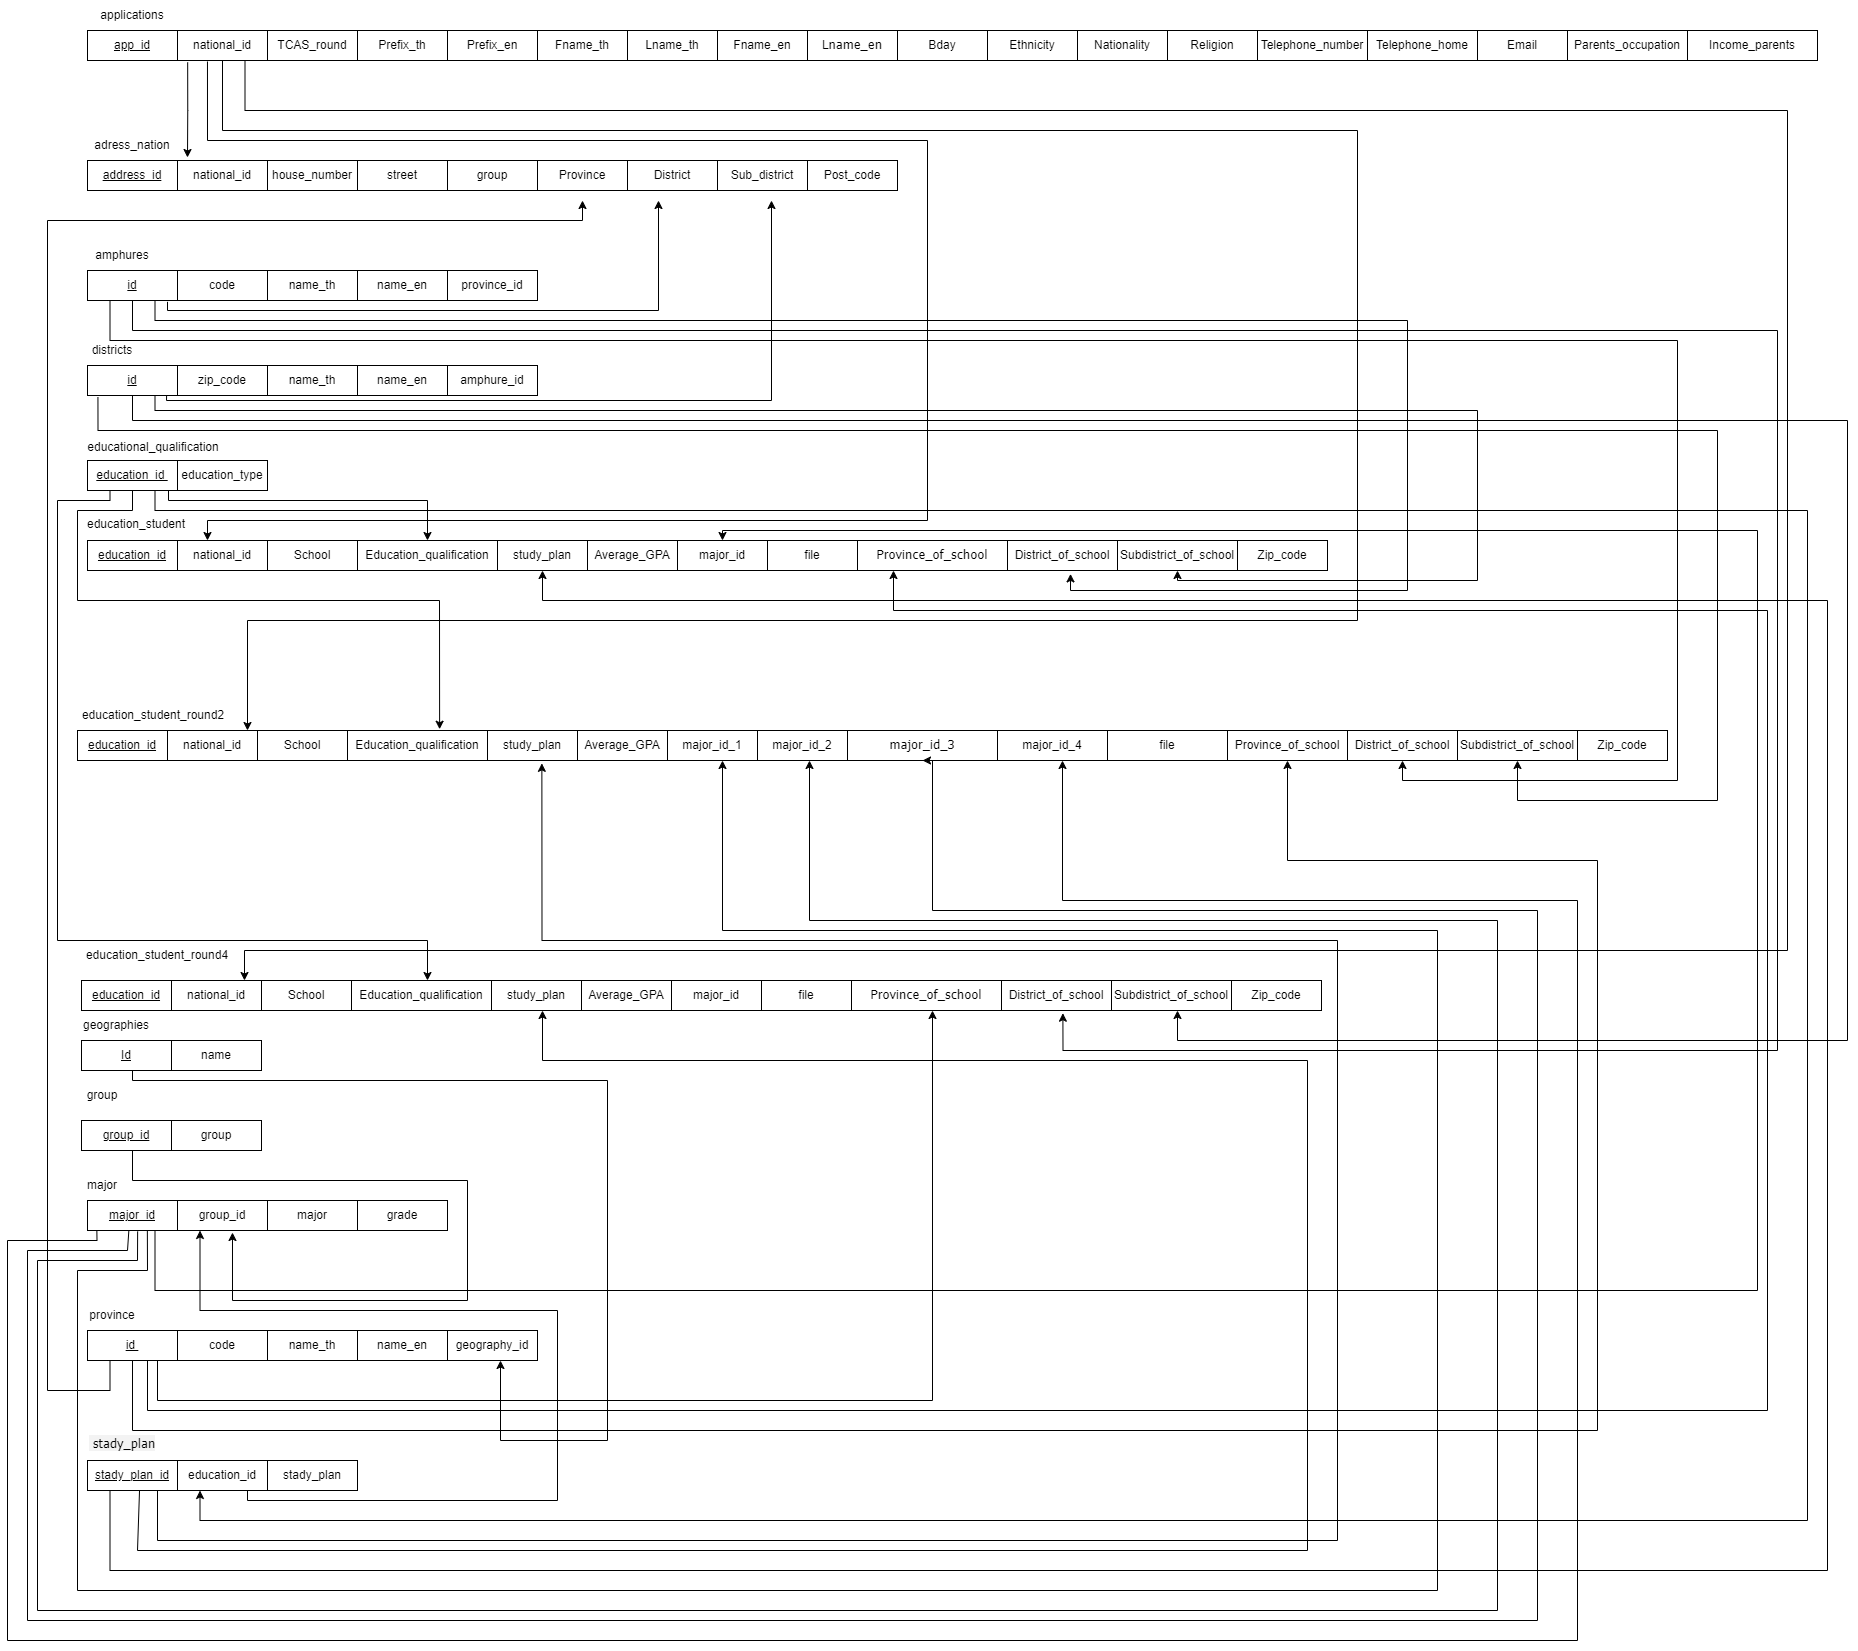 applications
app_id national_id TCAS_round Prefix_th Prefix_en Fname_th Lname_th Fname_en Lname_en Bday Ethnicity Nationality Religion Telephone_number Telephone_home Email Parents_occupation Income_parents
adress_nation
address_id national_id house_number street group Province District Sub_district Post_code
amphures
id code name_th name_en province_id
districts
id zip_code name_th name_en amphure_id
educational_qualification
education_id education_type
education_student
education_id national_id School Education_qualification study_plan Average_GPA major_id file Province_of_school District_of_school Subdistrict_of_school Zip_code
education_student_round2
education_id national_id School Education_qualification study_plan Average_GPA major_id_1 major_id_2 major_id_3 major_id_4 file Province_of_school District_of_school Subdistrict_of_school Zip_code
education_student_round4
education_id national_id School Education_qualification study_plan Average_GPA major_id file Province_of_school District_of_school Subdistrict_of_school Zip_code
geographies
Id name
group
group_id group
major
major_id group_id major grade
province
id code name_th name_en geography_id
stady_plan
stady_plan_id education_id stady_plan